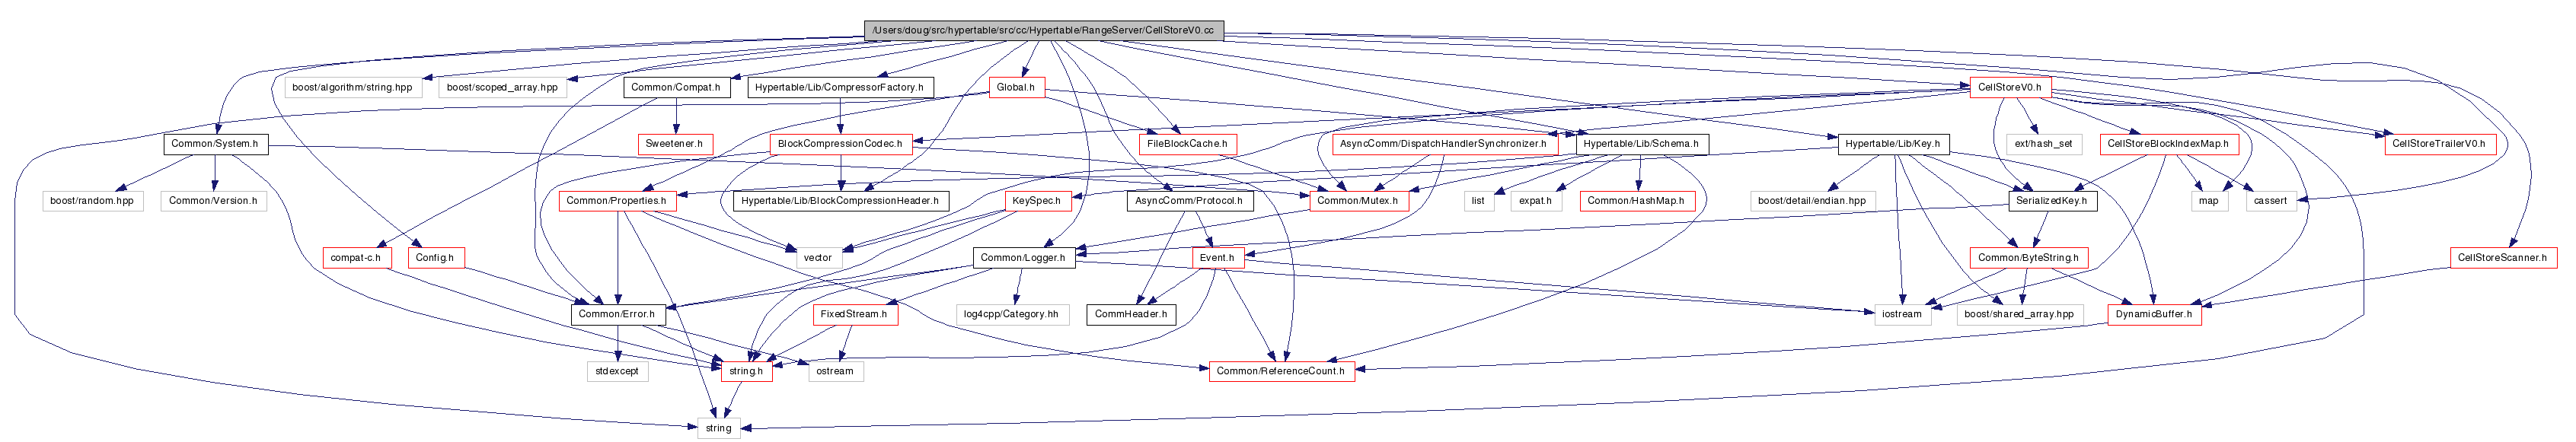 /Users/doug/src/hypertable/src/cc/Hypertable/RangeServer/CellStoreV0.cc
boost/algorithm/string.hpp
boost/scoped_array.hpp
Common/Compat.h
Hypertable/Lib/CompressorFactory.h
Global.h
CellStoreV0.h
Common/System.h
Sweetener.h
BlockCompressionCodec.h
FileBlockCache.h
AsyncComm/DispatchHandlerSynchronizer.h
Hypertable/Lib/Schema.h
Hypertable/Lib/Key.h
ext/hash_set
CellStoreBlockIndexMap.h
CellStoreTrailerV0.h
boost/random.hpp
Common/Version.h
Common/Properties.h
Hypertable/Lib/BlockCompressionHeader.h
KeySpec.h
AsyncComm/Protocol.h
Common/Mutex.h
list
expat.h
Common/HashMap.h
boost/detail/endian.hpp
SerializedKey.h
map
cassert
compat-c.h
Config.h
vector
Common/Logger.h
Event.h
Common/ByteString.h
CellStoreScanner.h
Common/Error.h
FixedStream.h
log4cpp/Category.hh
CommHeader.h
iostream
boost/shared_array.hpp
DynamicBuffer.h
stdexcept
string.h
ostream
Common/ReferenceCount.h
string